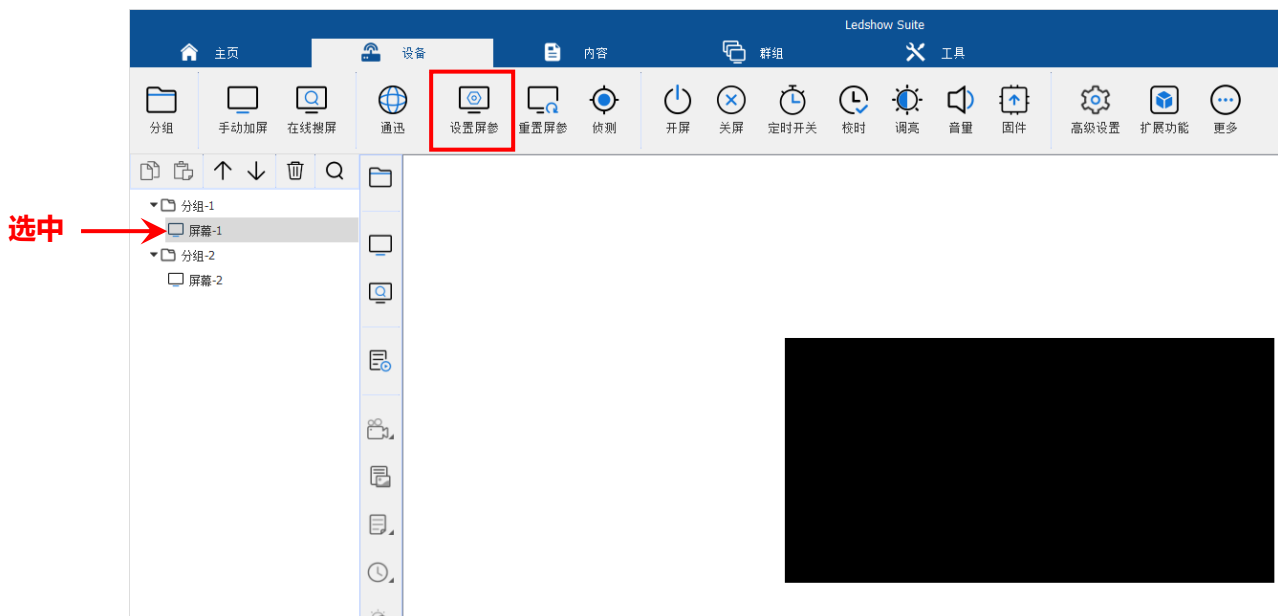 Ledshow Suite
主页 设备 内容 群组 工具
分组 手动加屏 在线搜屏 通迅 设置屏参 重置屏参 侦测 开屏 关屏 定时开关 校时 调亮 音量 固件 高级设置 扩展功能 更多
分组-1
选中
屏幕-1
分组-2
屏幕-2